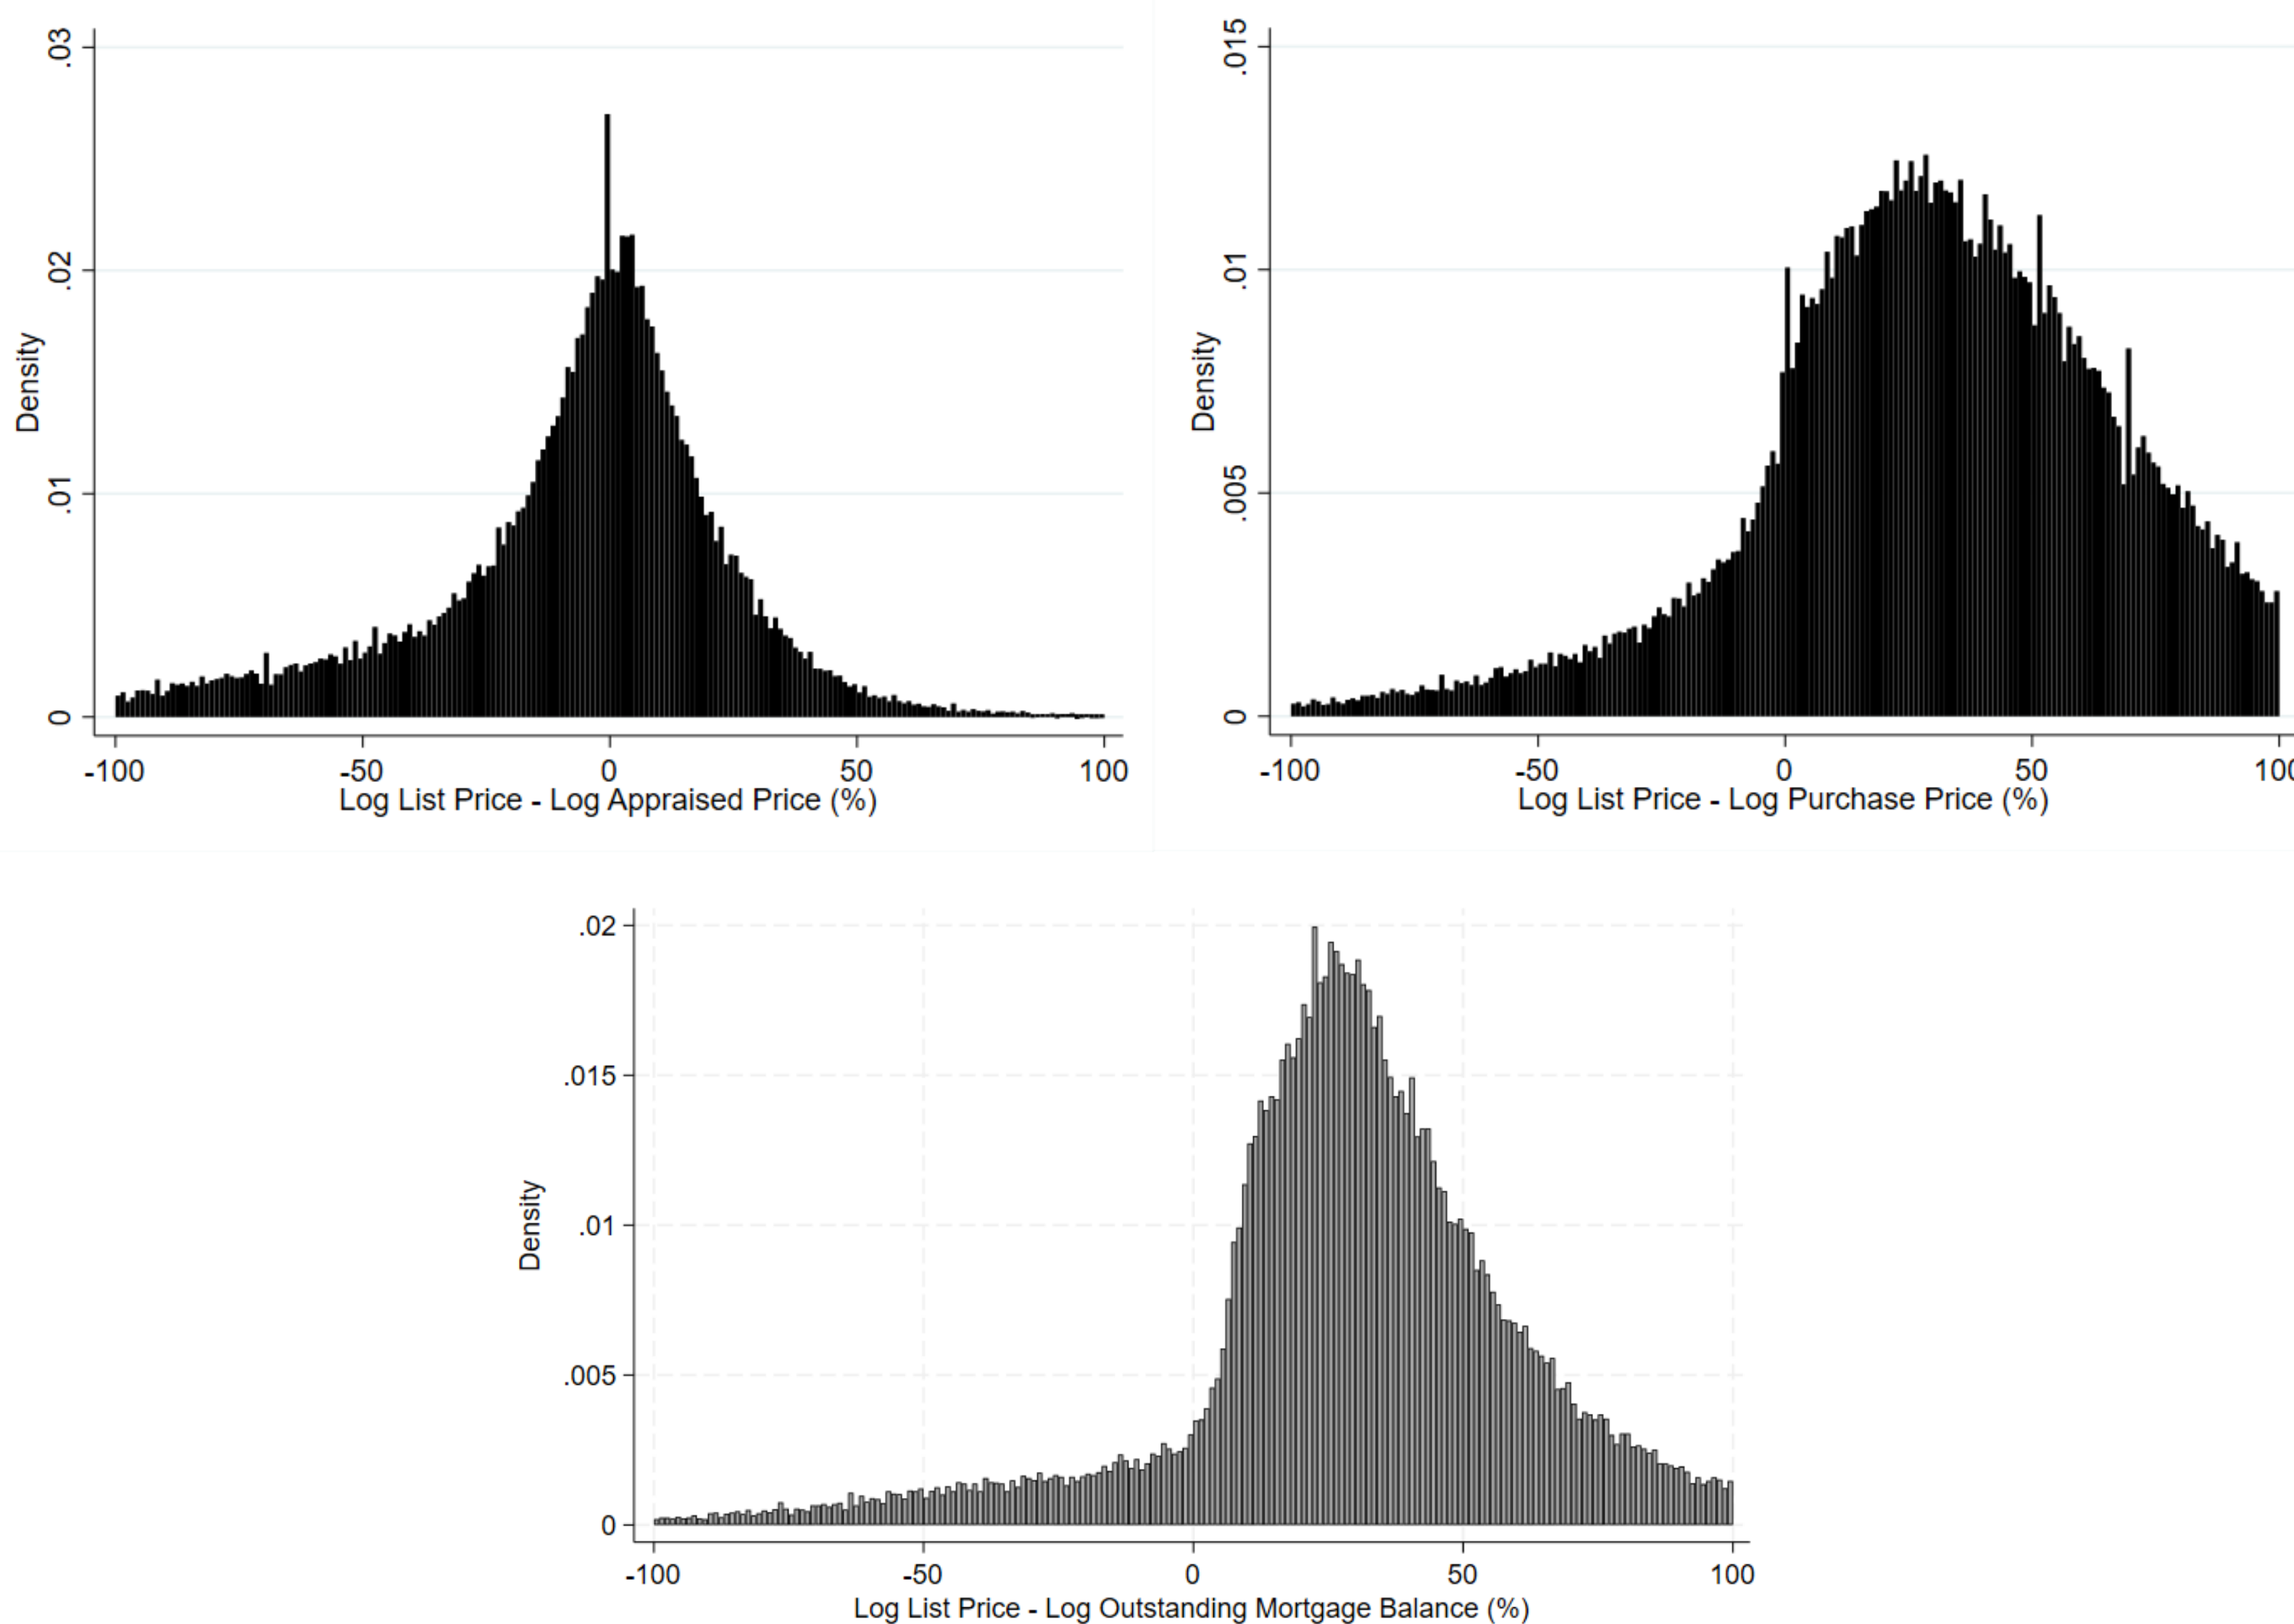 .03
.02
.01
0
Density
-100 -50 0 50 100
Log List Price - Log Appraised Price (%)
.015
.01
.005
0
Density
-100 -50 0 50 100
Log List Price - Log Purchase Price (%)
.02
.015
.01
.005
0
Density
-100 -50 0 50 100
Log List Price - Log Outstanding Mortgage Balance (%)